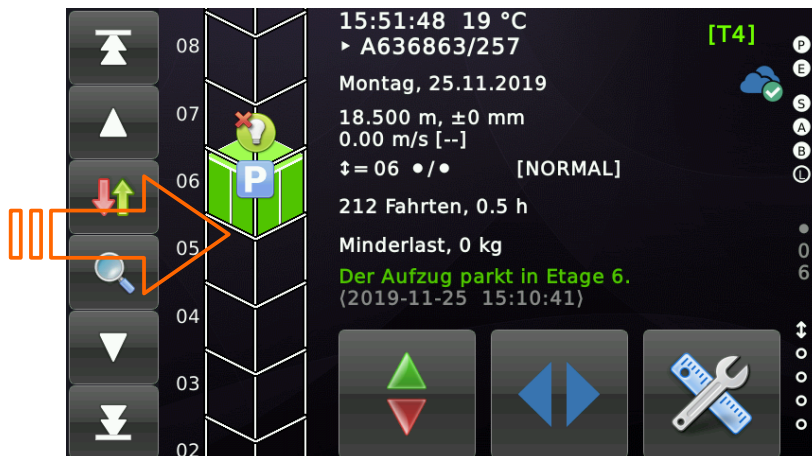 15:51:48 19 °C
▸ A636863/257
[T4]
Montag, 25.11.2019
18.500 m, ±0 mm
0.00 m/s [--]
↕= 06 •/• [NORMAL]
212 Fahrten, 0.5 h
Minderlast, 0 kg
Der Aufzug parkt in Etage 6.
(2019-11-25 15:10:41)
08
07
06
05
04
03
02
P
P
E
S
A
B
L
0
6